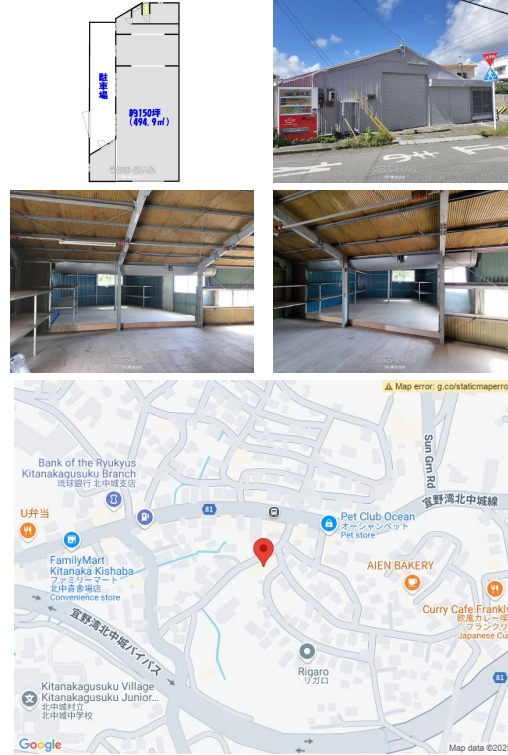 駐車場
約150坪
(494.9㎡)
Map error: g.co/staticmaperro
Sun Grn Rd
Bank of the Ryukyus
Kitanakagusuku Branch
琉球銀行 北中城支店
宜野湾北中城線
81
U弁当
Pet Club Ocean
オーシャンペット
Pet store
FamilyMart
Kitanaka Kishaba
ファミリーマート
北中喜舎場店
Convenience store
AIEN BAKERY
Curry Cafe Frankly
欧風カレー喫
フランクリ
Japanese Cu
宜野湾北中城バイパス
Rigaro
リガロ
81
Kitanakagusuku Village
Kitanakagusuku Junior...
北中城村立
北中城中学校
Google
Map data ©2025